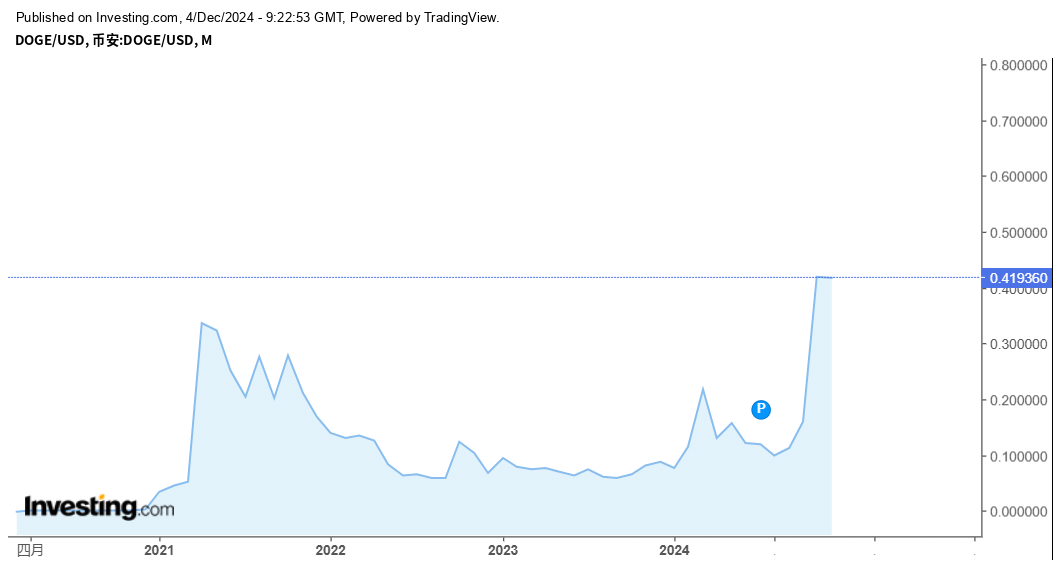 Published on Investing.com, 4/Dec/2024 - 9:22:53 GMT, Powered by TradingView.
DOGE/USD, 币安:DOGE/USD, M
0.800000
0.700000
0.600000
0.500000
0.419360
0.400000
0.300000
0.200000
P
0.100000
Investing.com
0.000000
四月 2021 2022 2023 2024